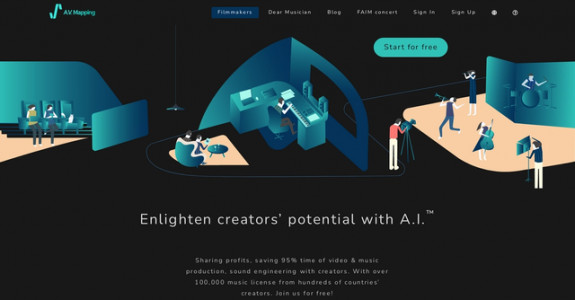 AV Mapping
Filmmakers
Dear Musician
Blog
FAIM concert
Sign In
Sign Up
Start for free
Enlighten creators' potential with A.I.™
Sharing profits, saving 95% time of video & music
production, sound engineering with creators. With over
100,000 music license from hundreds of countries'
creators. Join us for free!